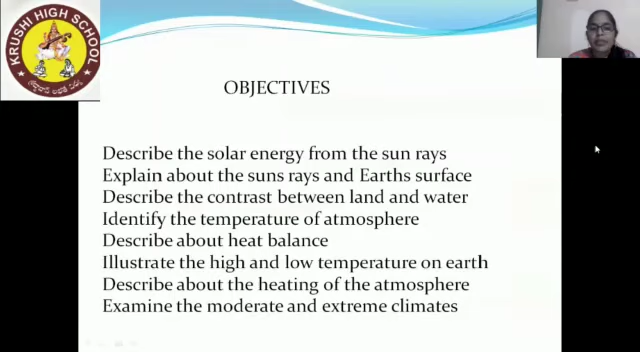 KRUSHI HIGH SCHOOL
OBJECTIVES
Describe the solar energy from the sun rays
Explain about the suns rays and Earths surface
Describe the contrast between land and water
Identify the temperature of atmosphere
Describe about heat balance
Illustrate the high and low temperature on earth
Describe about the heating of the atmosphere
Examine the moderate and extreme climates